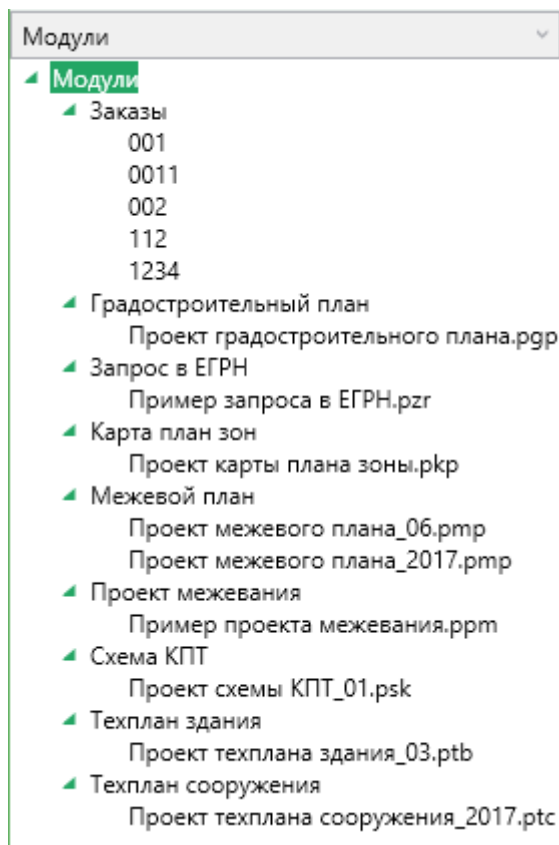 Модули
Модули
Заказы
001
0011
002
112
1234
Градостроительный план
Проект градостроительного плана.pgp
Запрос в ЕГРН
Пример запроса в ЕГРН.pzr
Карта план зон
Проект карты плана зоны.pkp
Межевой план
Проект межевого плана_06.pmp
Проект межевого плана_2017.pmp
Проект межевания
Пример проекта межевания.ppm
Схема КПТ
Проект схемы КПТ_01.psk
Техплан здания
Проект техплана здания_03.ptb
Техплан сооружения
Проект техплана сооружения_2017.ptc